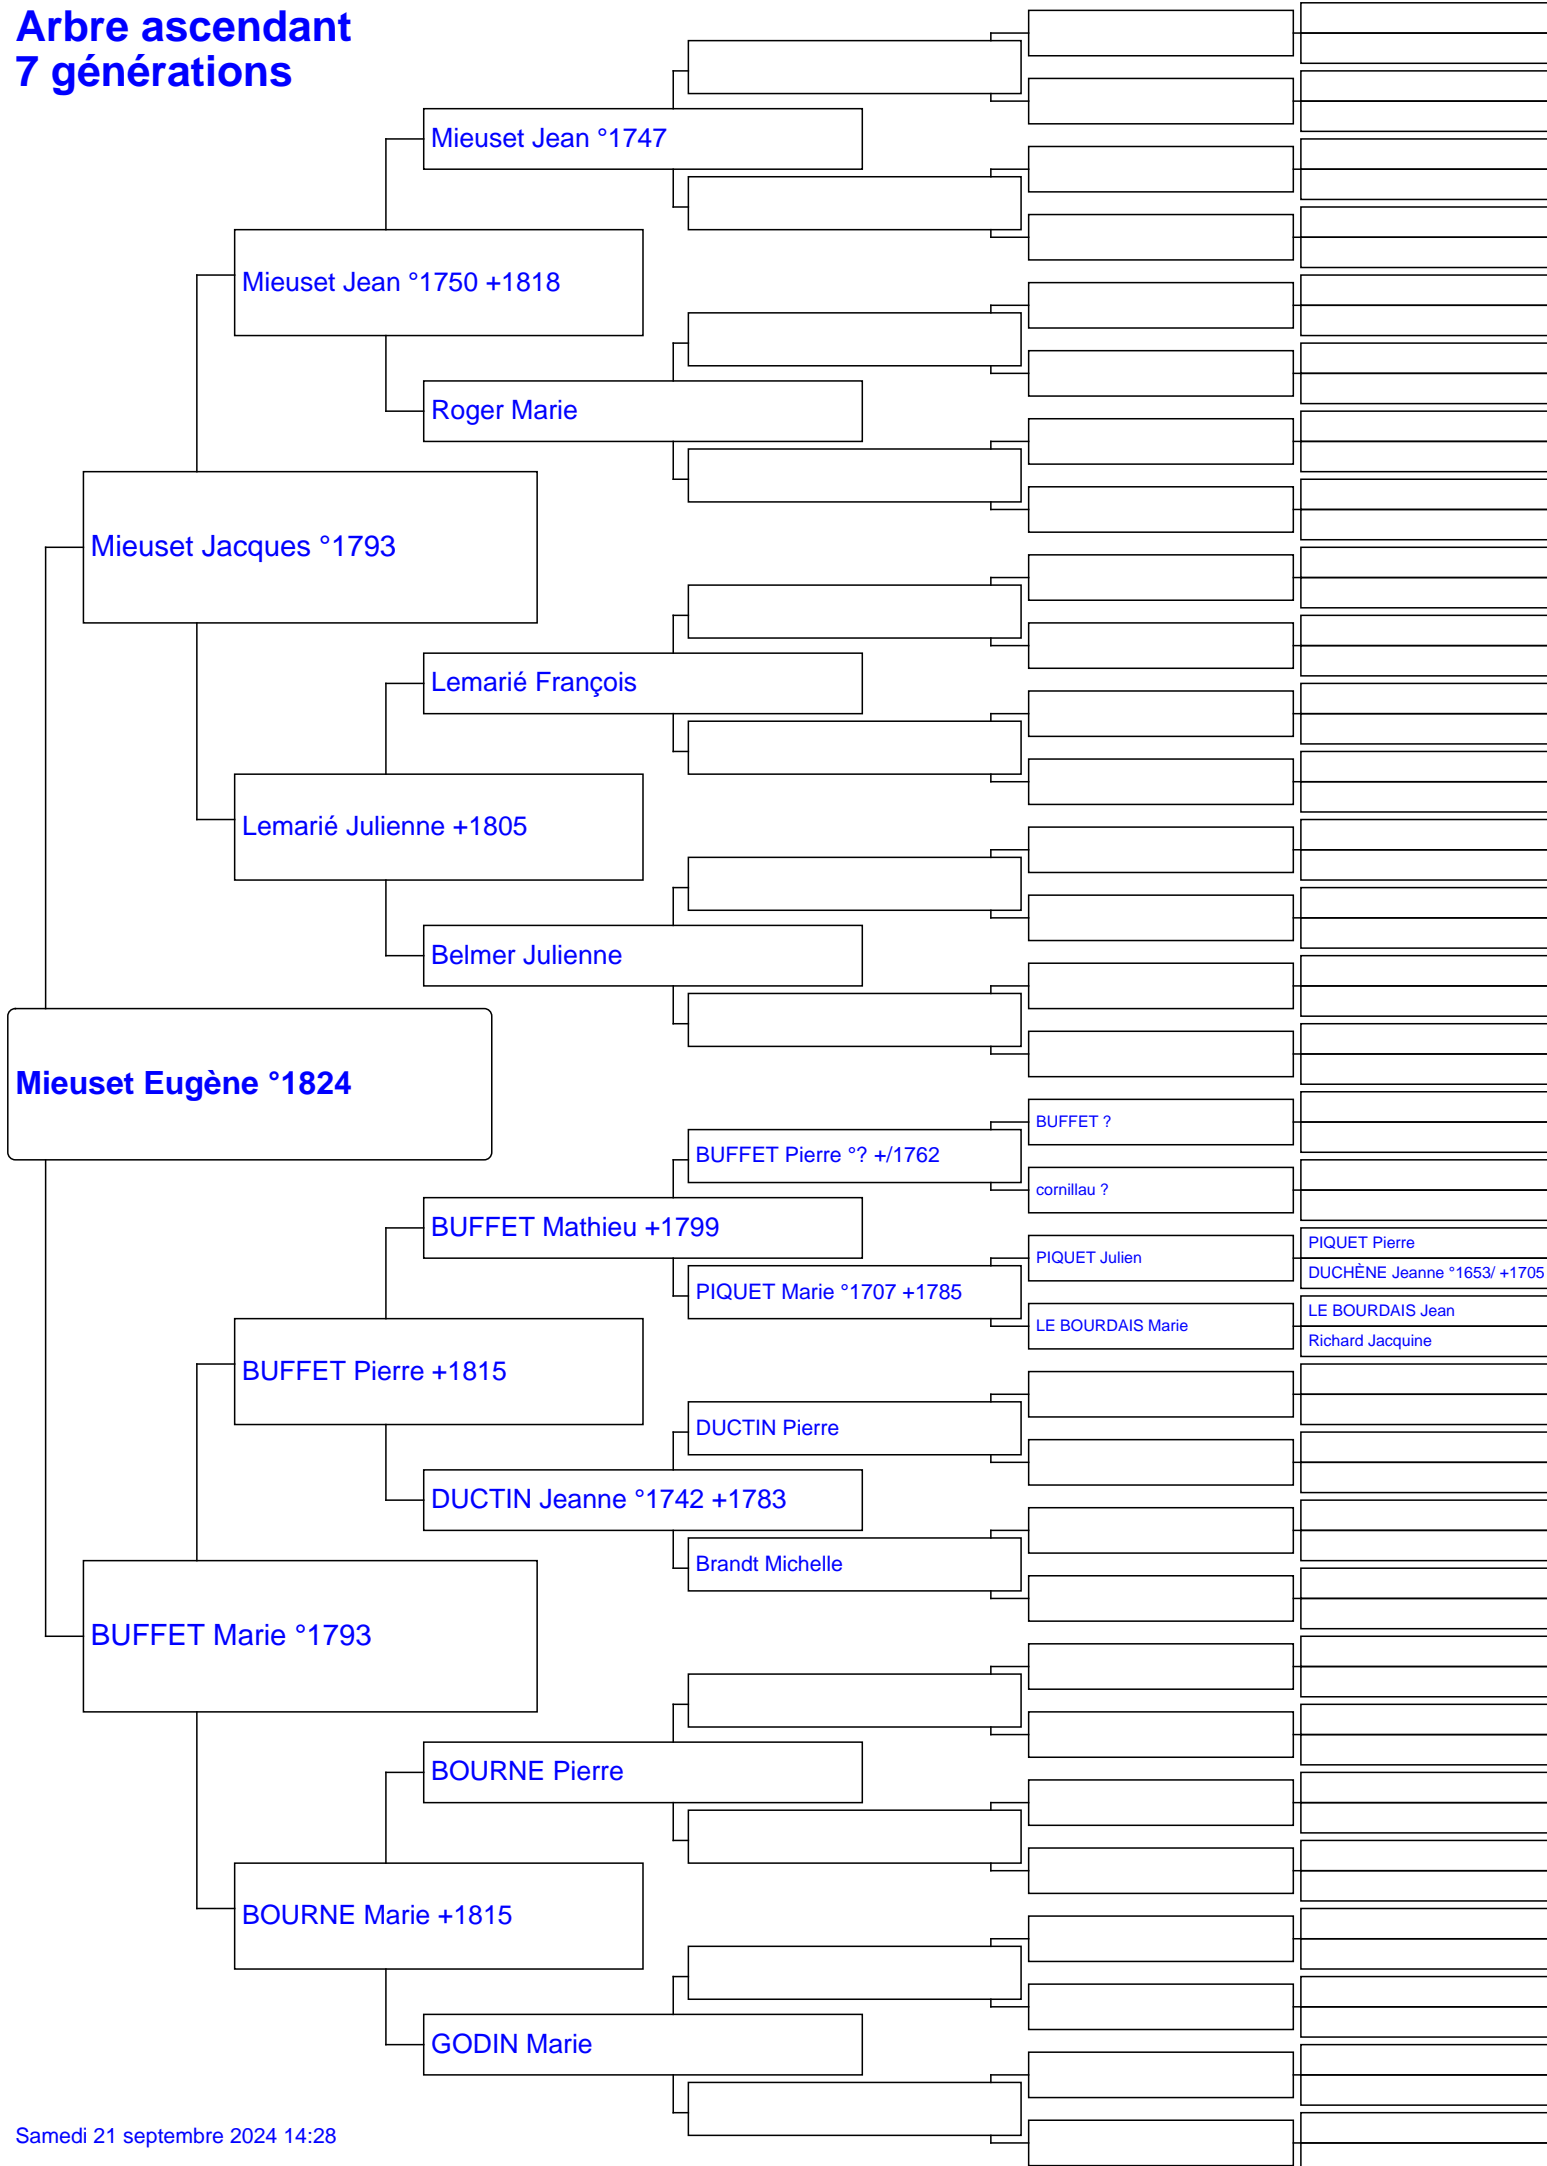 Arbre ascendant
7 générations
Mieuset Jean °1747
Mieuset Jean °1750 +1818
Roger Marie
Mieuset Jacques °1793
Lemarié François
Lemarié Julienne +1805
Belmer Julienne
Mieuset Eugène °1824
BUFFET ?
BUFFET Pierre °? +/1762
cornillau ?
BUFFET Mathieu +1799
PIQUET Pierre
PIQUET Julien
DUCHÈNE Jeanne °1653/ +1705
PIQUET Marie °1707 +1785
LE BOURDAIS Jean
LE BOURDAIS Marie
Richard Jacquine
BUFFET Pierre +1815
DUCTIN Pierre
DUCTIN Jeanne °1742 +1783
Brandt Michelle
BUFFET Marie °1793
BOURNE Pierre
BOURNE Marie +1815
GODIN Marie
Samedi 21 septembre 2024 14:28